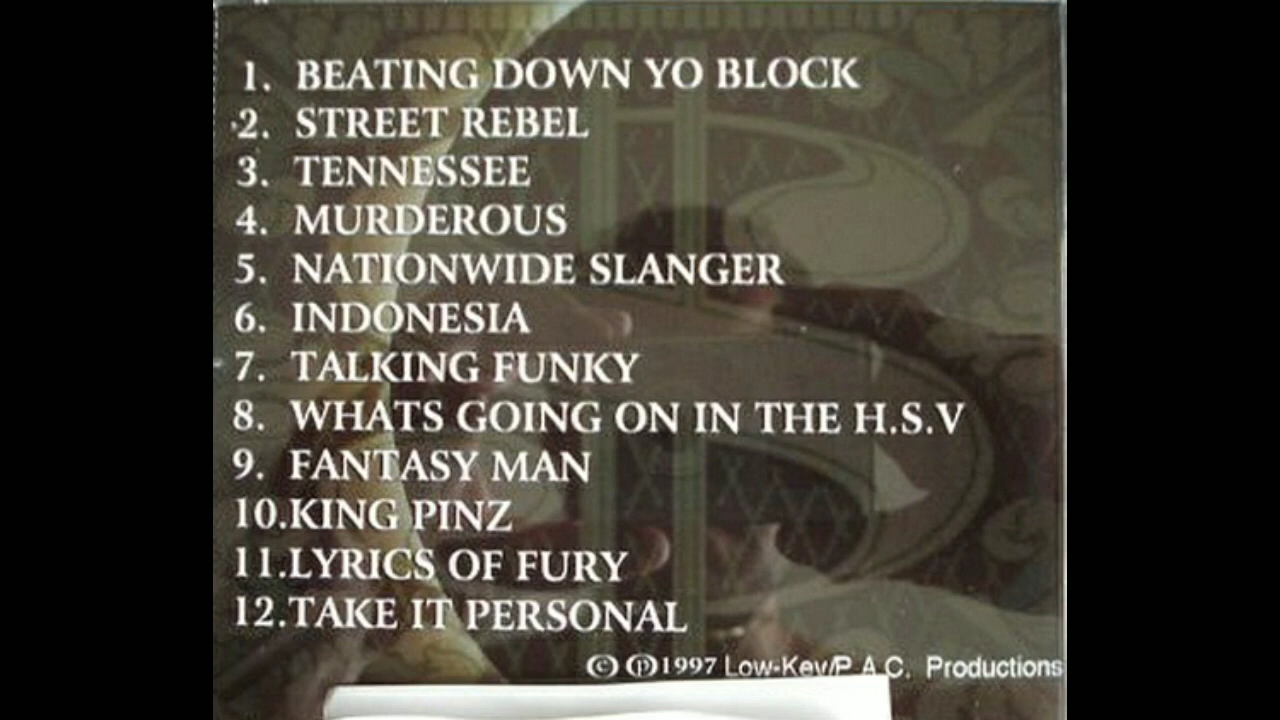 1. BEATING DOWN YO BLOCK
2. STREET REBEL
3. TENNESSEE
4. MURDEROUS
5. NATIONWIDE SLANGER
6. INDONESIA
7. TALKING FUNKY
8. WHATS GOING ON IN THE H.S.V
9. FANTASY MAN
10.KING PINZ
11.LYRICS OF FURY
12.TAKE IT PERSONAL
© ℗1997 Low-Key/P.A.C. Productions